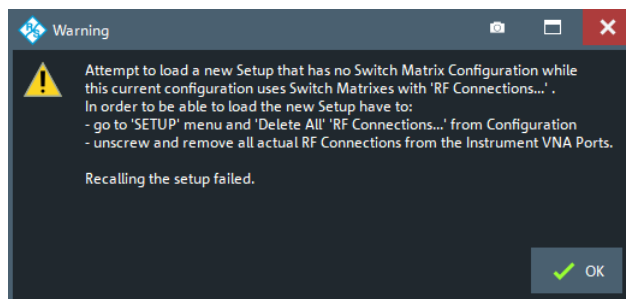 Warning
Attempt to load a new Setup that has no Switch Matrix Configuration while
this current configuration uses Switch Matrixes with 'RF Connections...' .
In order to be able to load the new Setup have to:
- go to 'SETUP' menu and 'Delete All' 'RF Connections...' from Configuration
- unscrew and remove all actual RF Connections from the Instrument VNA Ports.
Recalling the setup failed.
OK